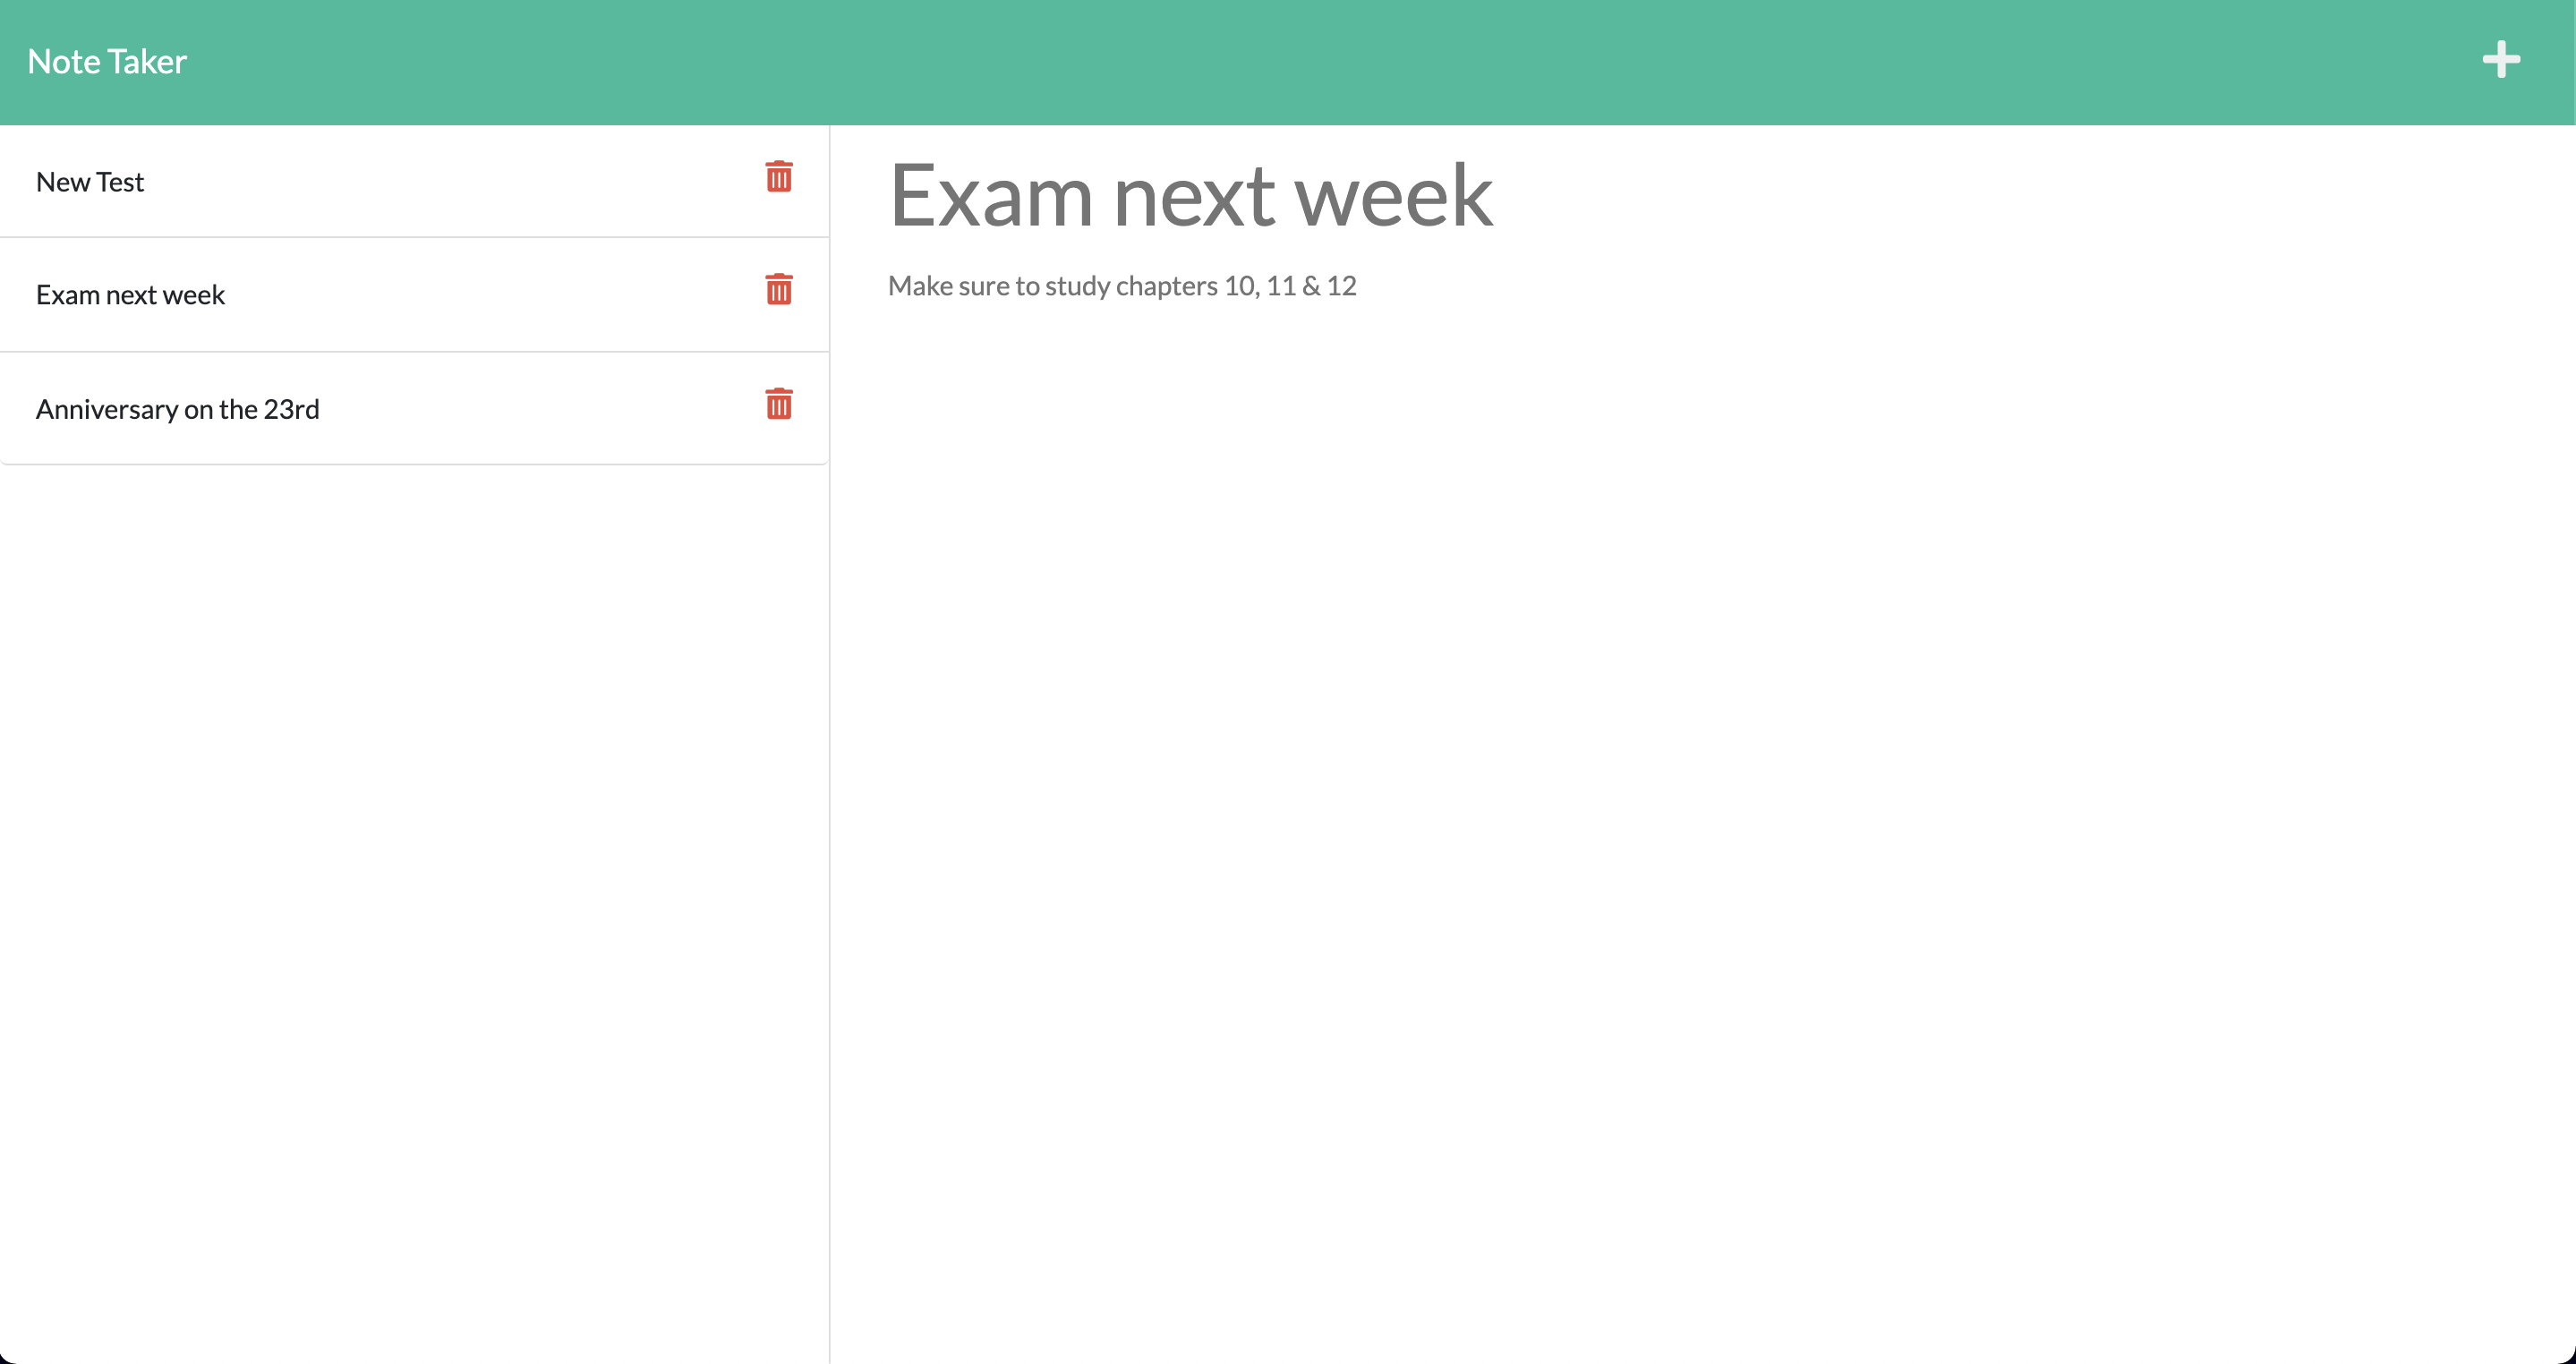 Note Taker
New Test
Exam next week
Anniversary on the 23rd
Exam next week
Make sure to study chapters 10, 11 & 12